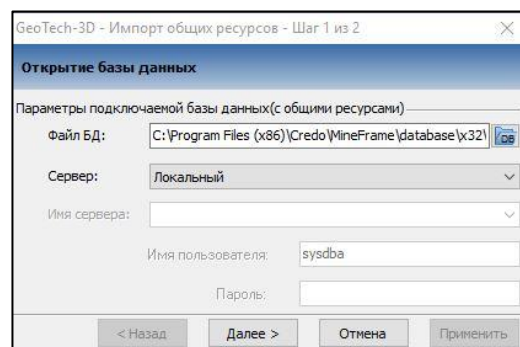 GeoTech-3D - Импорт общих ресурсов - Шаг 1 из 2
Открытие базы данных
Параметры подключаемой базы данных(с общими ресурсами)
Файл БД: C:\Program Files (x86)\Credo\MineFrame\database\x32\ DB
Сервер: Локальный
Имя сервера:
Имя пользователя: sysdba
Пароль:
< Назад Далее > Отмена Применить